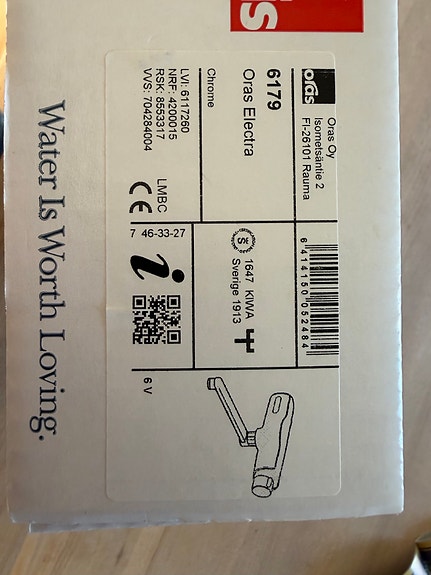 oras
Oras Oy
Isometsäntie 2
FI-26101 Rauma
6 414150 052484
6179
Oras Electra
1647 KIWA
Sverige 1913
Chrome
LVI: 6117260
NRF: 4200015
RSK: 8553317
VVS: 704284004
LMBC
CE
7 46-33-27
i
6 V
Water Is Worth Loving.